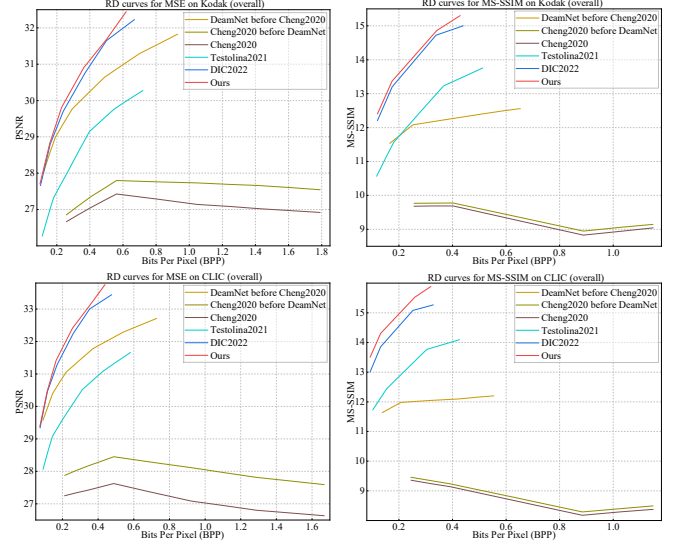 RD curves for MSE on Kodak (overall)
DeamNet before Cheng2020
Cheng2020 before DeamNet
Cheng2020
Testolina2021
DIC2022
Ours
PSNR
32
31
30
29
28
27
0.2 0.4 0.6 0.8 1.0 1.2 1.4 1.6 1.8
Bits Per Pixel (BPP)
RD curves for MS-SSIM on Kodak (overall)
DeamNet before Cheng2020
Cheng2020 before DeamNet
Cheng2020
Testolina2021
DIC2022
Ours
MS-SSIM
15
14
13
12
11
10
9
0.2 0.4 0.6 0.8 1.0
Bits Per Pixel (BPP)
RD curves for MSE on CLIC (overall)
DeamNet before Cheng2020
Cheng2020 before DeamNet
Cheng2020
Testolina2021
DIC2022
Ours
PSNR
33
32
31
30
29
28
27
0.2 0.4 0.6 0.8 1.0 1.2 1.4 1.6
Bits Per Pixel (BPP)
RD curves for MS-SSIM on CLIC (overall)
DeamNet before Cheng2020
Cheng2020 before DeamNet
Cheng2020
Testolina2021
DIC2022
Ours
MS-SSIM
15
14
13
12
11
10
9
0.2 0.4 0.6 0.8 1.0
Bits Per Pixel (BPP)